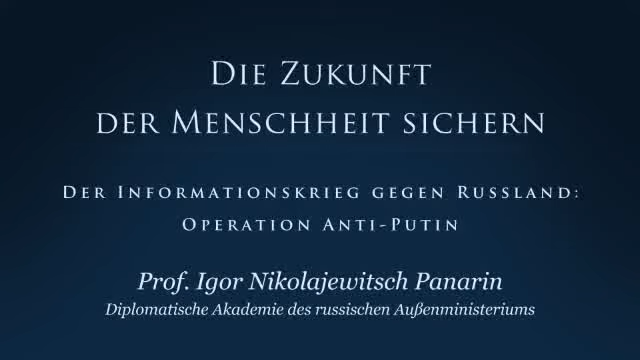 Die Zukunft
der Menschheit sichern
Der Informationskrieg gegen Russland:
Operation Anti-Putin
Prof. Igor Nikolajewitsch Panarin
Diplomatische Akademie des russischen Außenministeriums